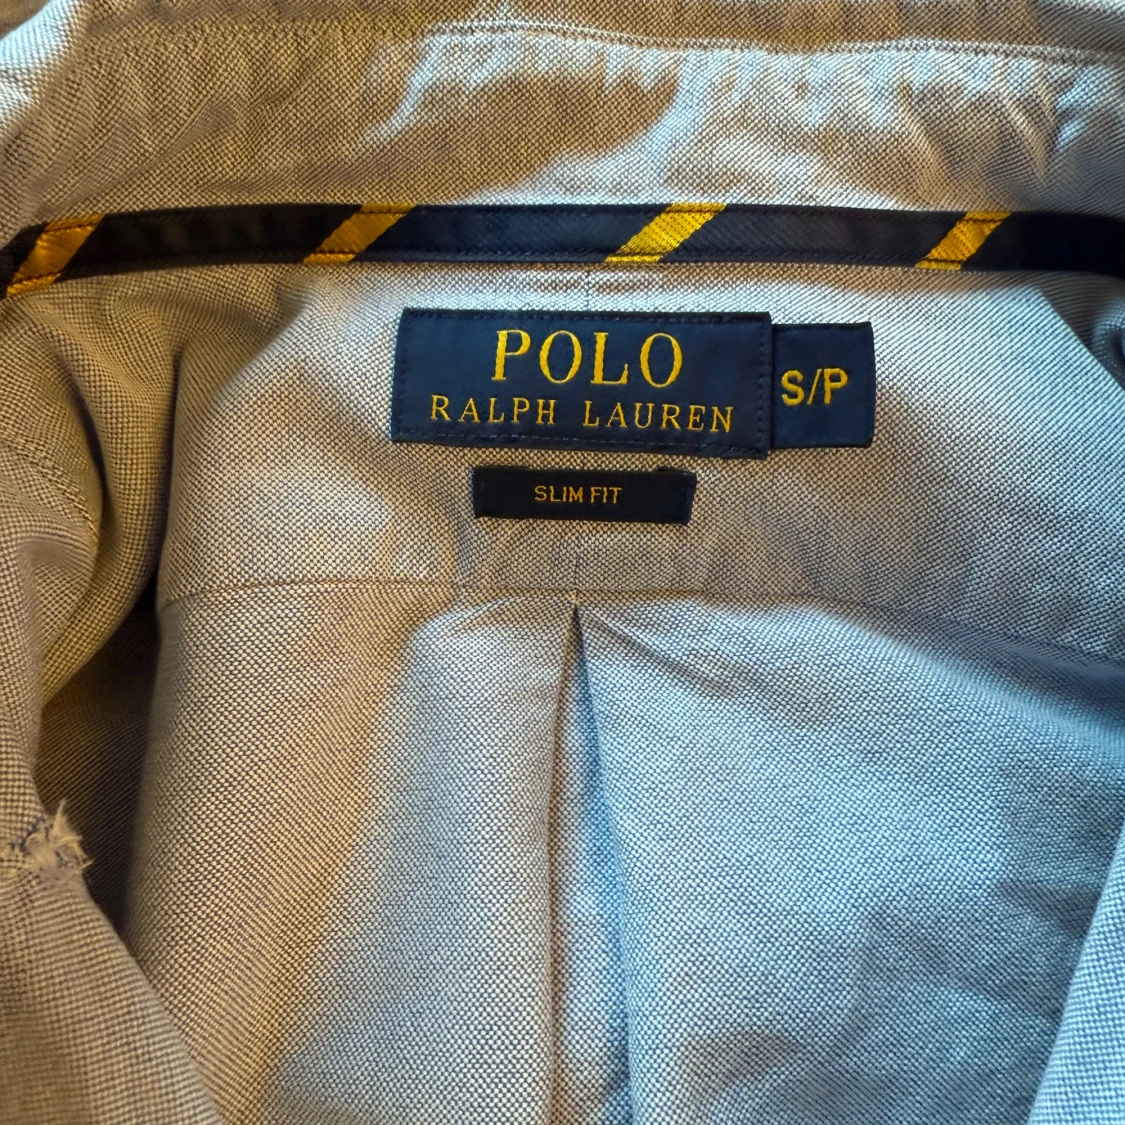 POLO
RALPH LAUREN
S/P
SLIM FIT